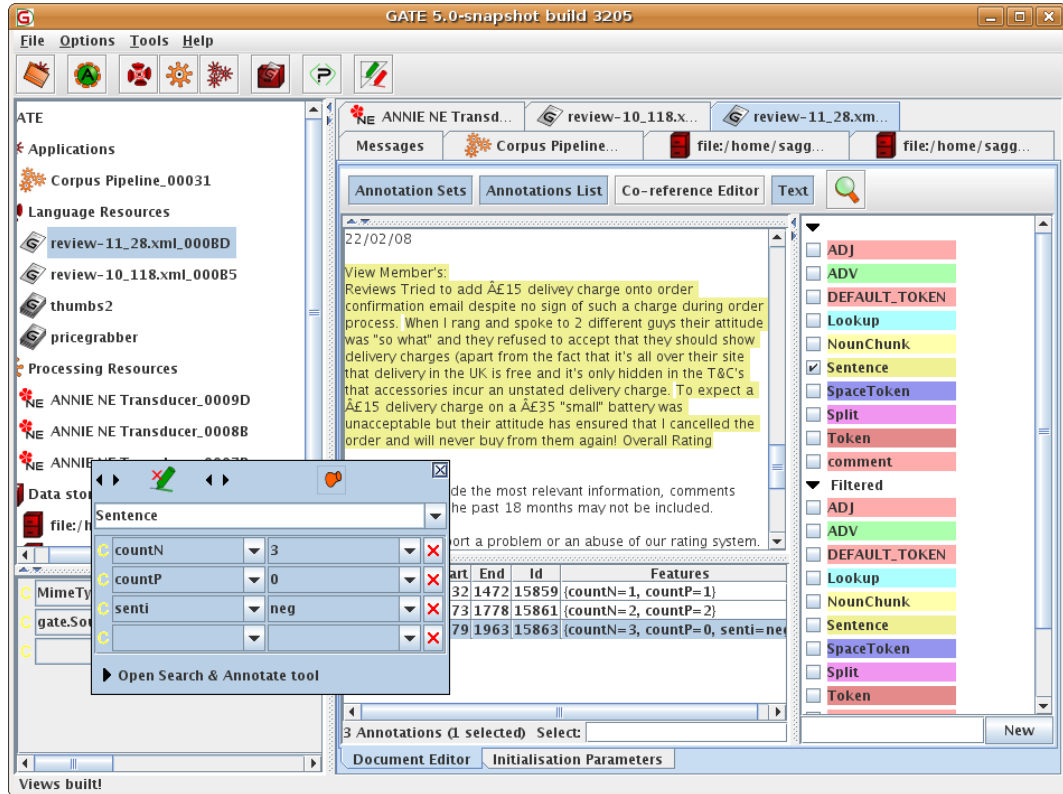 GATE 5.0-snapshot build 3205
File Options Tools Help
ATE
Applications
Corpus Pipeline_00031
Language Resources
review-11_28.xml_000BD
review-10_118.xml_000B5
thumbs2
pricegrabber
Processing Resources
NE ANNIE NE Transducer_0009D
NE ANNIE NE Transducer_0008B
NE ANNIE
Data sto
file:/h
MimeTy
gate.Sou
ANNIE NE Transd...
review-10_118.x...
review-11_28.xm...
Messages
Corpus Pipeline...
file:/home/sagg...
file:/home/sagg...
Annotation Sets Annotations List Co-reference Editor Text
22/02/08
View Member's:
Reviews Tried to add Â£15 delivey charge onto order
confirmation email despite no sign of such a charge during order
process. When I rang and spoke to 2 different guys their attitude
was "so what" and they refused to accept that they should show
delivery charges (apart from the fact that it's all over their site
that delivery in the UK is free and it's only hidden in the T&C's
that accessories incur an unstated delivery charge. To expect a
Â£15 delivery charge on a Â£35 "small" battery was
unacceptable but their attitude has ensured that I cancelled the
order and will never buy from them again! Overall Rating
de the most relevant information, comments
he past 18 months may not be included.
ort a problem or an abuse of our rating system.
art End Id Features
32 1472 15859 {countN=1, countP=1}
73 1778 15861 {countN=2, countP=2}
79 1963 15863 {countN=3, countP=0, senti=neg
3 Annotations (1 selected) Select:
Document Editor Initialisation Parameters
ADJ
ADV
DEFAULT_TOKEN
Lookup
NounChunk
Sentence
SpaceToken
Split
Token
comment
Filtered
ADJ
ADV
DEFAULT_TOKEN
Lookup
NounChunk
Sentence
SpaceToken
Split
Token
New
Sentence
C countN 3
C countP 0
C senti neg
C
Open Search & Annotate tool
Views built!